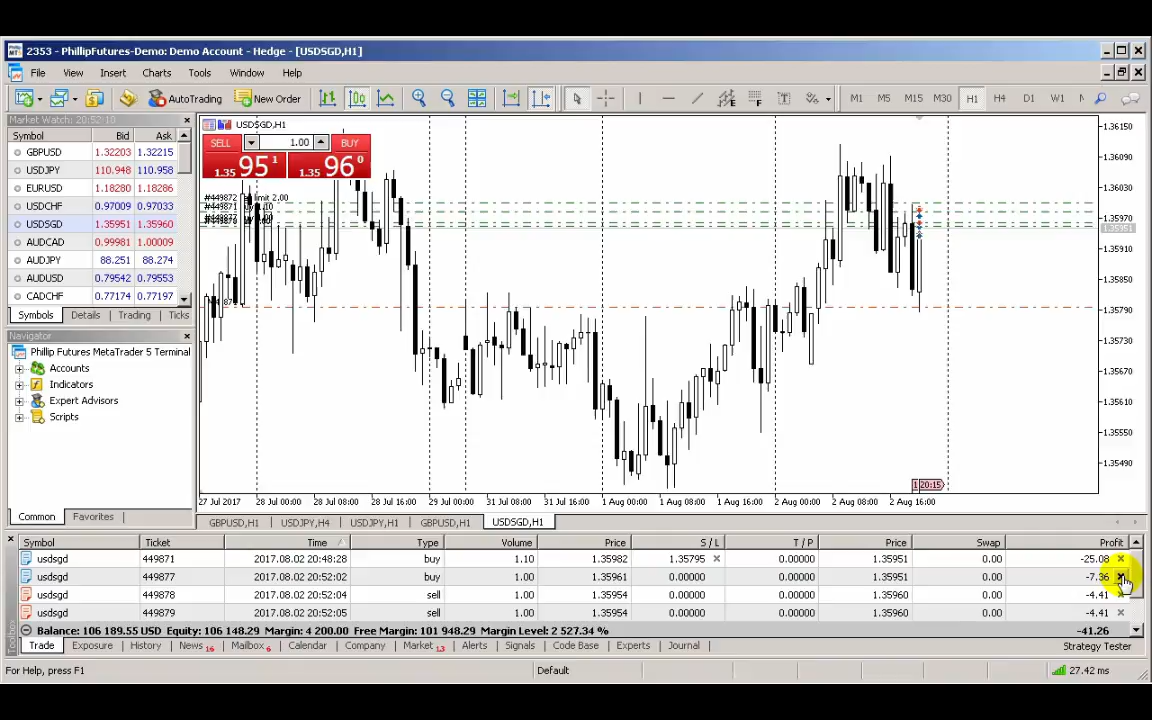 2353 - PhillipFutures-Demo: Demo Account - Hedge - [USDSGD,H1]
File View Insert Charts Tools Window Help
AutoTrading New Order M1 M5 M15 M30 H1 H4 D1 W1
Market Watch: 20:52:10
Symbol Bid Ask
GBPUSD 1.32203 1.32215
USDJPY 110.948 110.958
EURUSD 1.18280 1.18286
USDCHF 0.97009 0.97033
USDSGD 1.35951 1.35960
AUDCAD 0.99981 1.00009
AUDJPY 88.251 88.274
AUDUSD 0.79542 0.79553
CADCHF 0.77174 0.77197
Symbols Details Trading Ticks
Navigator
Phillip Futures MetaTrader 5 Terminal
Accounts
Indicators
Expert Advisors
Scripts
Common Favorites
USDSGD,H1
SELL 1.00 BUY
1.35 95 1 1.35 96 0
#449872 limit 2.00
1.36150
1.36090
1.36030
1.35970
1.35951
1.35910
1.35850
1.35790
1.35730
1.35670
1.35610
1.35550
1.35490
1 20:15
27 Jul 2017 28 Jul 00:00 28 Jul 08:00 28 Jul 16:00 29 Jul 00:00 31 Jul 08:00 31 Jul 16:00 1 Aug 00:00 1 Aug 08:00 1 Aug 16:00 2 Aug 00:00 2 Aug 08:00 2 Aug 16:00
GBPUSD,H1 USDJPY,H4 USDJPY,H1 GBPUSD,H1 USDSGD,H1
Symbol Ticket Time Type Volume Price S / L T / P Price Swap Profit
usdsgd 449871 2017.08.02 20:48:28 buy 1.10 1.35982 1.35795 0.00000 1.35951 0.00 -25.08
usdsgd 449877 2017.08.02 20:52:02 buy 1.00 1.35961 0.00000 0.00000 1.35951 0.00 -7.36
usdsgd 449878 2017.08.02 20:52:04 sell 1.00 1.35954 0.00000 0.00000 1.35960 0.00 -4.41
usdsgd 449879 2017.08.02 20:52:05 sell 1.00 1.35954 0.00000 0.00000 1.35960 0.00 -4.41
Balance: 106 189.55 USD Equity: 106 148.29 Margin: 4 200.00 Free Margin: 101 948.29 Margin Level: 2 527.34 % -41.26
Toolbox
Trade Exposure History News 16 Mailbox 6 Calendar Company Market 13 Alerts Signals Code Base Experts Journal Strategy Tester
For Help, press F1 Default 27.42 ms